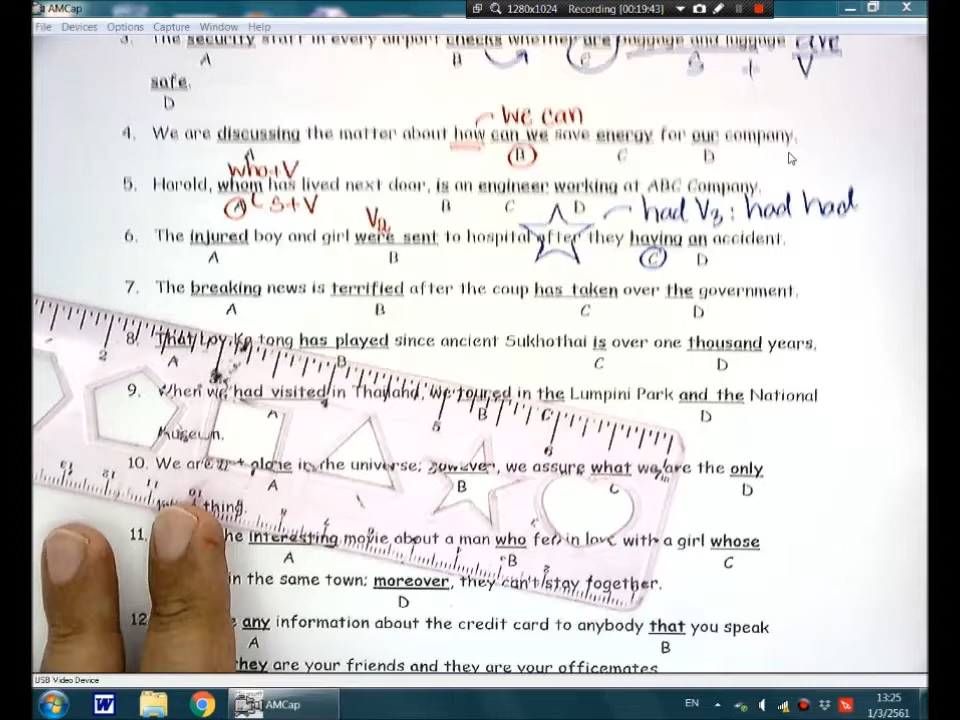 AMCap
1280x1024 Recording [00:19:43]
File Devices Options Capture Window Help
3. The security staff in every airport checks whether are luggage and luggage are
A B C S + V
safe.
D
we can
4. We are discussing the matter about how can we save energy for our company.
A B C D
who+V
5. Harold, whom has lived next door, is an engineer working at ABC Company.
A S+V B C D
V2 had V3 : had had
6. The injured boy and girl were sent to hospital after they having an accident.
A B C D
7. The breaking news is terrified after the coup has taken over the government.
A B C D
8. That Loy tong has played since ancient Sukhothai is over one thousand years.
A B C D
9. When we had visited in Thailand, we toured in the Lumpini Park and the National
A B C D
Museum.
10. We are alone in the universe; however, we assure what we are the only
A B C D
thing.
11. he interesting movie about a man who in love with a girl whose
A B C
in the same town; moreover, they can't stay together.
D
12 any information about the credit card to anybody that you speak
A B
they are your friends and they are your officemates
USB Video Device
AMCap EN 13:25
1/3/2561